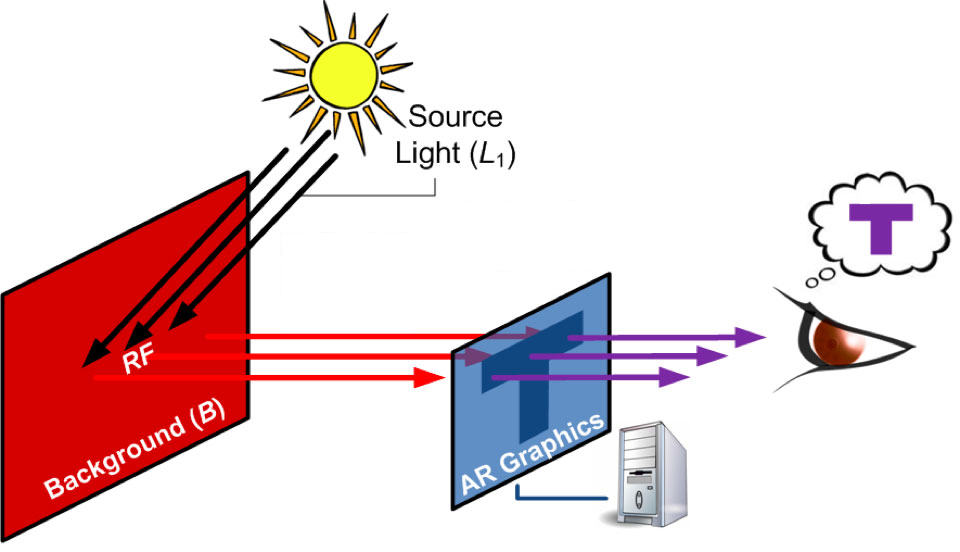 Source
Light (L₁)
T
RF
Background (B)
T
AR Graphics